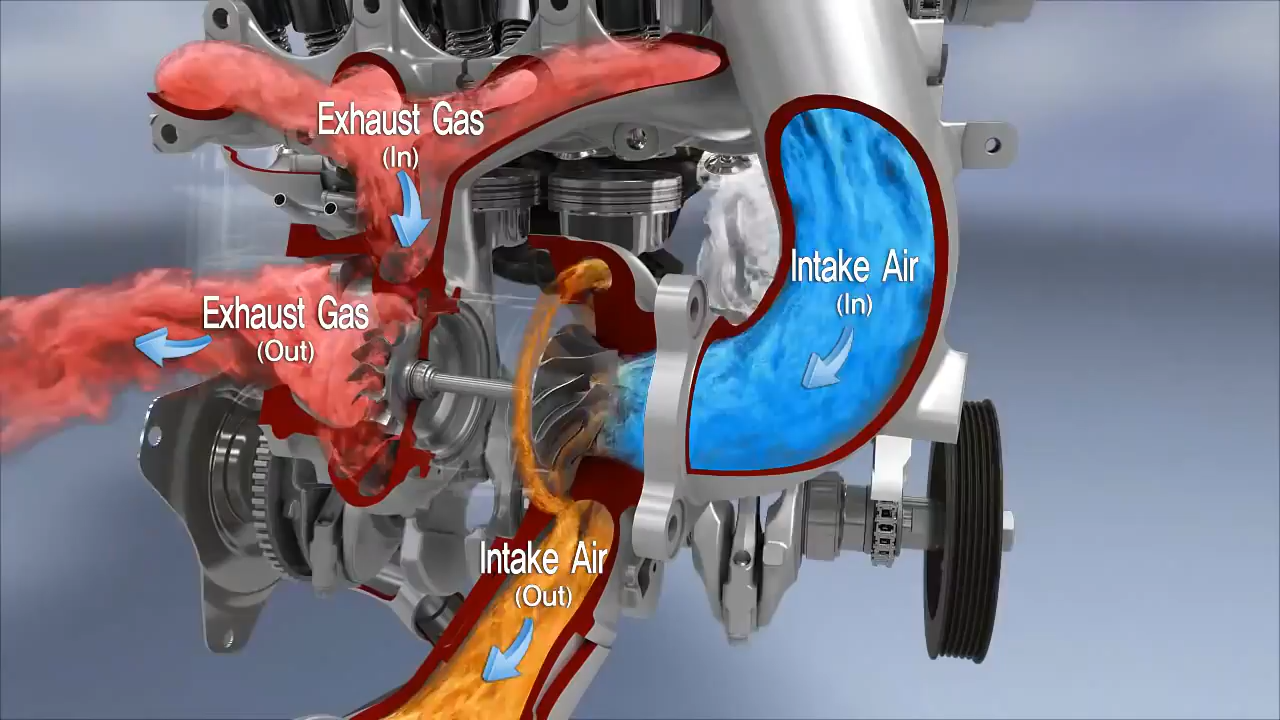 Exhaust Gas
(In)
Intake Air
(In)
Exhaust Gas
(Out)
Intake Air
(Out)